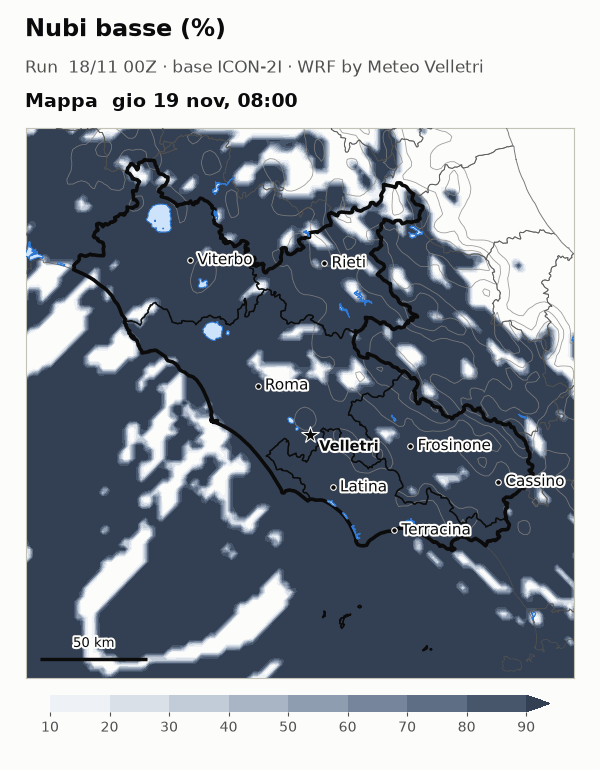 Nubi basse (%)
Run  18/11 00Z · base ICON-2I · WRF by Meteo Velletri
Mappa  gio 19 nov, 08:00
Viterbo
Rieti
Roma
Velletri
Frosinone
Cassino
Latina
Terracina
50 km
10 20 30 40 50 60 70 80 90